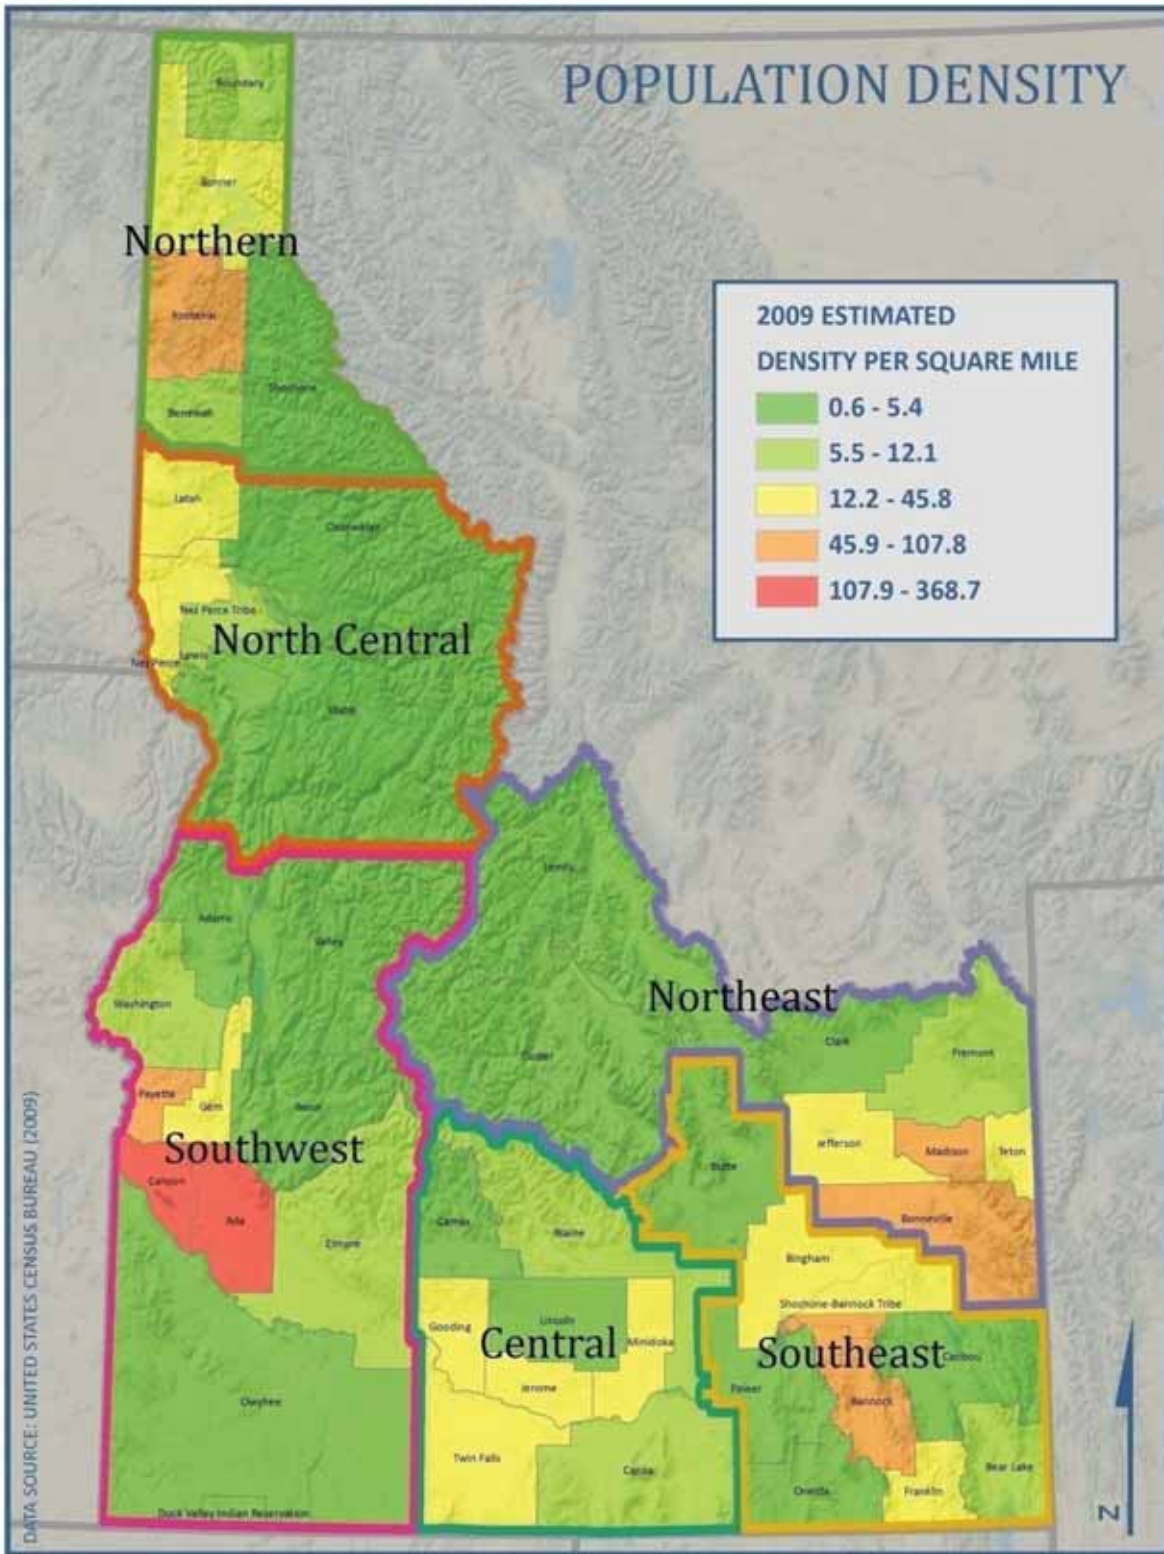 POPULATION DENSITY
Boundary
Bonner
Northern
2009 ESTIMATED
DENSITY PER SQUARE MILE
0.6 - 5.4
5.5 - 12.1
12.2 - 45.8
45.9 - 107.8
107.9 - 368.7
Kootenai
Shoshone
Benewah
Latah
Clearwater
Nez Perce Tribe
North Central
Lewis
Nez Perce
Idaho
Lemhi
Adams
Valley
Northeast
Washington
Clark
Custer
Fremont
Payette
Gem
Boise
Southwest
Jefferson
Madison
Teton
Butte
Canyon
Ada
Camas
Blaine
Bonneville
Elmore
Bingham
Shoshone-Bannock Tribe
Gooding
Lincoln
Minidoka
Central
Southeast
Caribou
Jerome
Power
Bannock
Owyhee
Twin Falls
Cassia
Oneida
Franklin
Bear Lake
Duck Valley Indian Reservation
N
DATA SOURCE: UNITED STATES CENSUS BUREAU (2009)